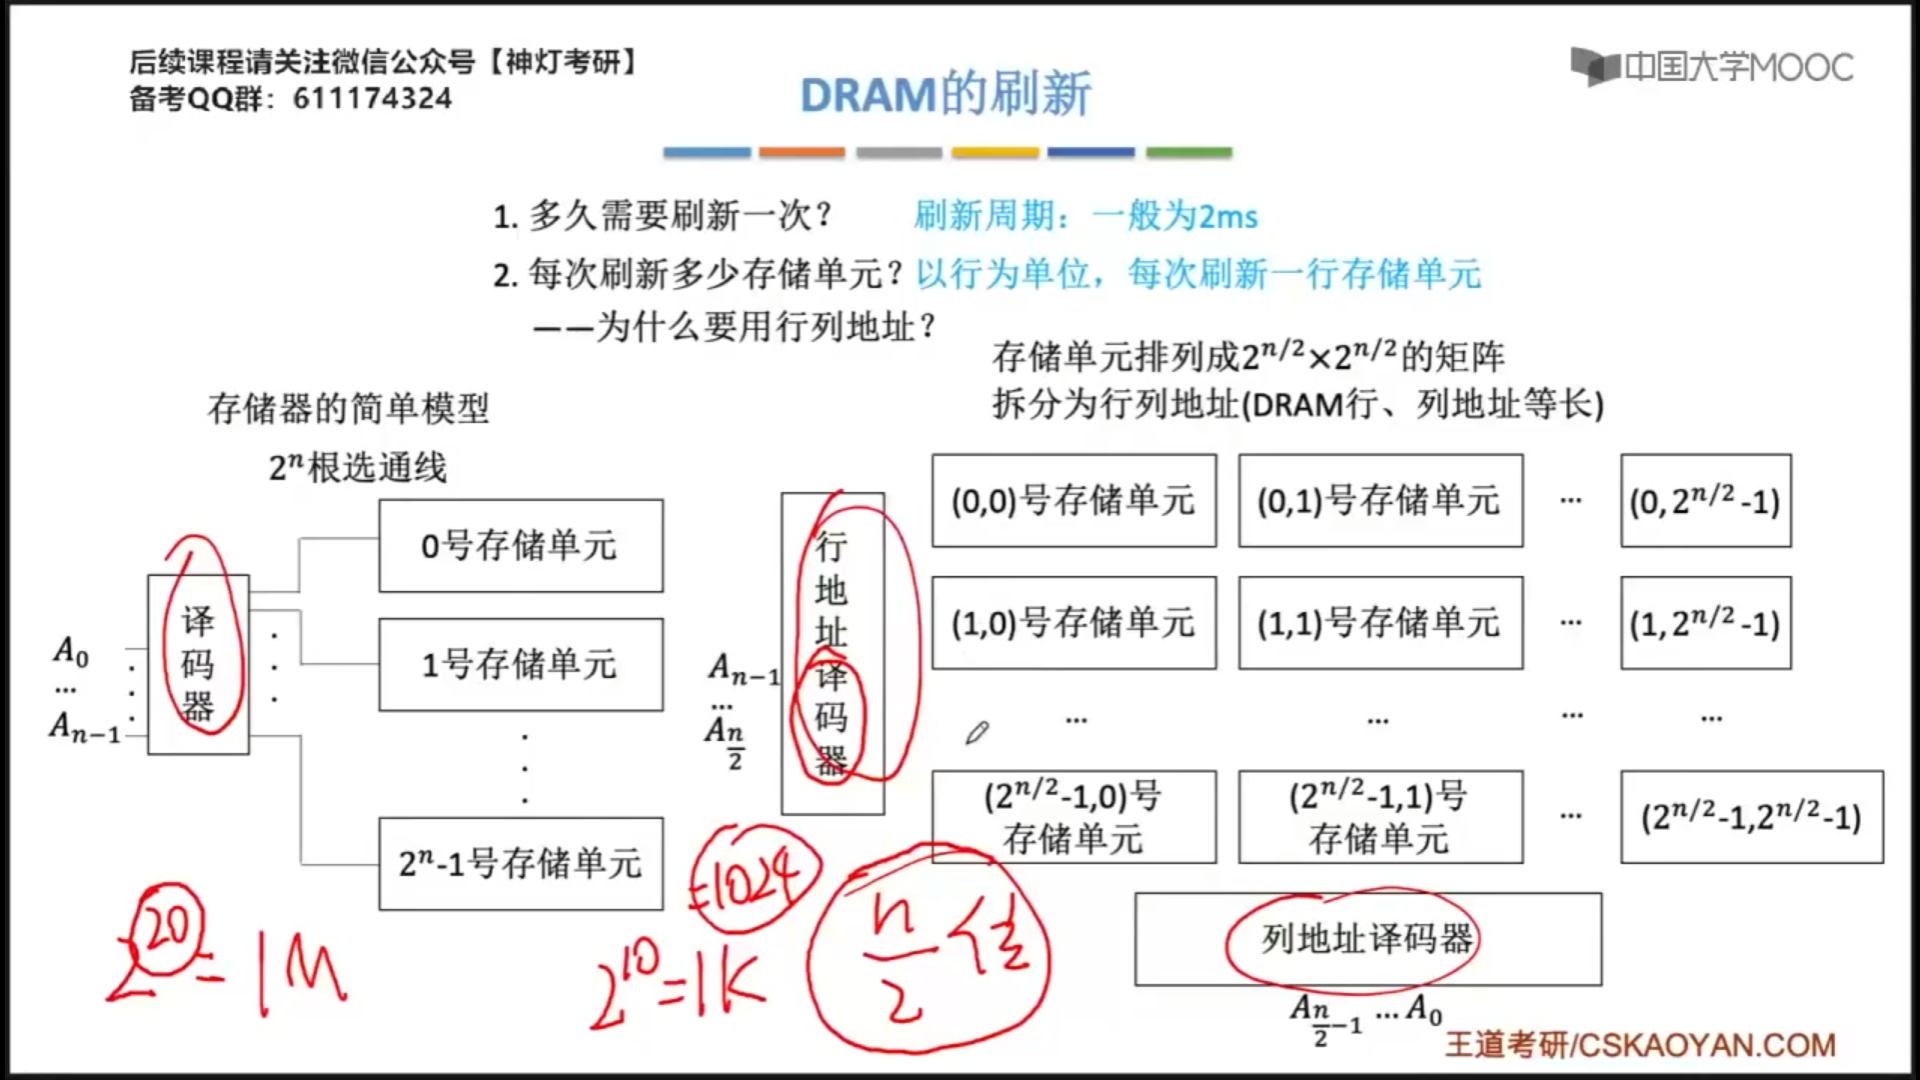 后续课程请关注微信公众号【神灯考研】
备考QQ群：611174324
中国大学MOOC
DRAM的刷新
1. 多久需要刷新一次？ 刷新周期：一般为2ms
2. 每次刷新多少存储单元？以行为单位，每次刷新一行存储单元
——为什么要用行列地址？
存储单元排列成2^{n/2}×2^{n/2}的矩阵
拆分为行列地址(DRAM行、列地址等长)
存储器的简单模型
2^n根选通线
译码器
A_0
...
A_{n-1}
0号存储单元
1号存储单元
2^n-1号存储单元
行地址译码器
A_{n-1}
...
A_{n/2}
(0,0)号存储单元 (0,1)号存储单元 ... (0, 2^{n/2}-1)
(1,0)号存储单元 (1,1)号存储单元 ... (1, 2^{n/2}-1)
... ... ... ...
(2^{n/2}-1,0)号存储单元 (2^{n/2}-1,1)号存储单元 ... (2^{n/2}-1,2^{n/2}-1)
列地址译码器
A_{n/2-1} ... A_0
2^20=1M
=1024
2^10=1K
n/2位
王道考研/CSKAOYAN.COM